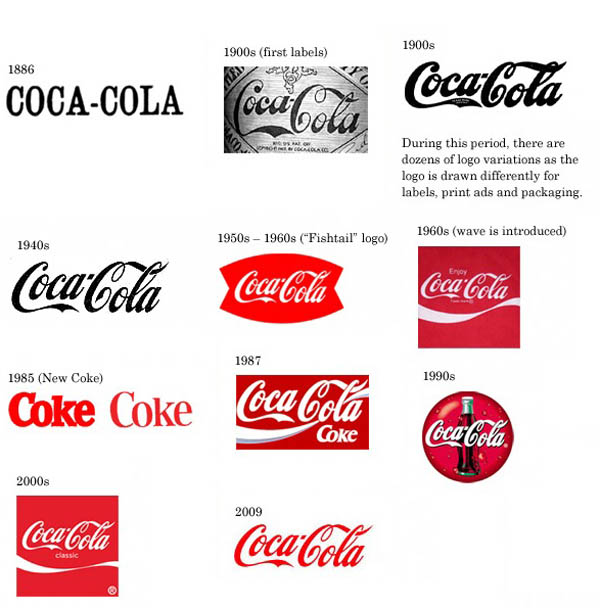 1886
COCA-COLA
1900s (first labels)
Coca-Cola
REG. U.S. PAT. OFF.
1900s
Coca-Cola
During this period, there are
dozens of logo variations as the
logo is drawn differently for
labels, print ads and packaging.
1940s
Coca-Cola
1950s – 1960s (“Fishtail” logo)
Coca-Cola
1960s (wave is introduced)
Enjoy
Coca-Cola
1985 (New Coke)
Coke Coke
1987
Coca-Cola
Coke
1990s
Coca-Cola
2000s
Coca-Cola
classic
®
2009
Coca-Cola